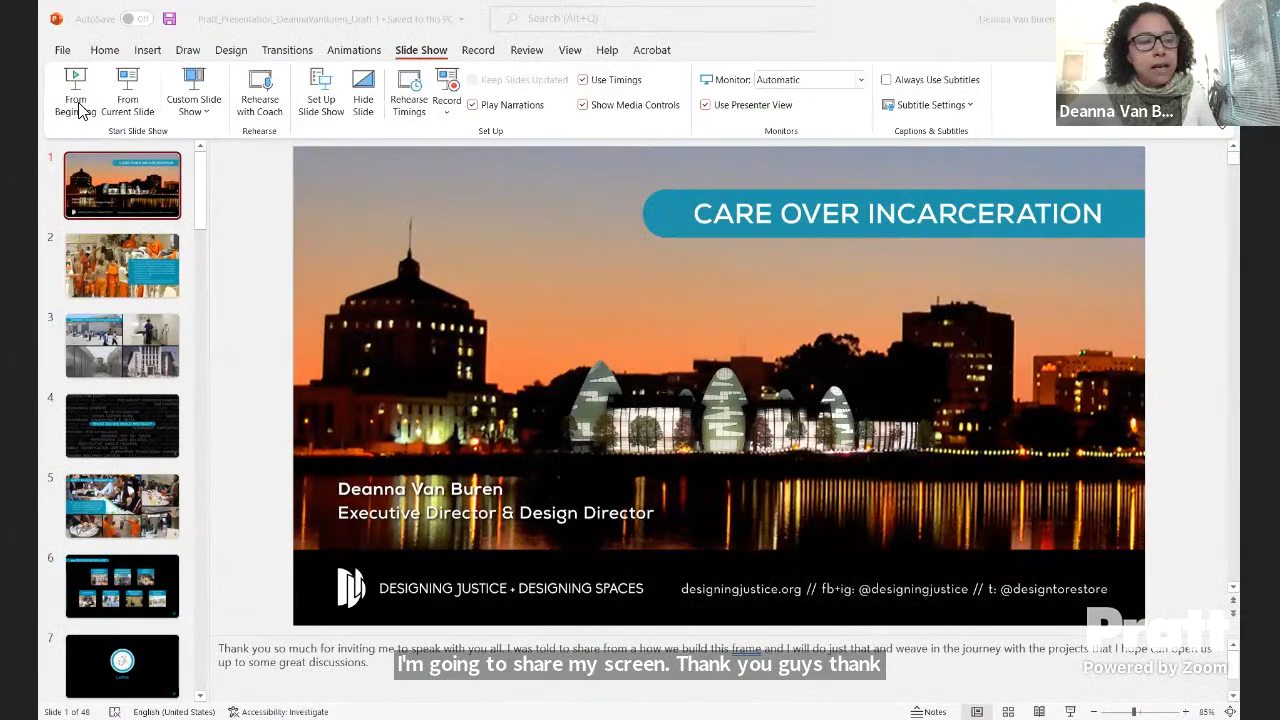 AutoSave Off
Pratt_Presentation_DeannaVanBuren_Draf 1 • Saved to this PC
Search (Alt+Q)
Deanna Van Buren
File Home Insert Draw Design Transitions Animations Slide Show Record Review View Help Acrobat
From Beginning
From Current Slide
Custom Slide Show
Start Slide Show
Rehearse with Coach
Rehearse
Set Up Slide Show
Hide Slide
Rehearse Timings
Record
Keep Slides Updated
Play Narrations
Use Timings
Show Media Controls
Set Up
Monitor: Automatic
Use Presenter View
Monitors
Always Use Subtitles
Subtitle Settings
Captions & Subtitles
Deanna Van B...
1
2
3
4
5
6
7
CARE OVER INCARCERATION
Deanna Van Buren
Executive Director & Design Director
DESIGNING JUSTICE + DESIGNING SPACES
designingjustice.org // fb+ig: @designingjustice // t: @designtorestore
Thank you so much for inviting me to speak with you all. I was told to share from a how we build this frame and I will do just that and weave in the journey with the projects that I hope can open us
up to some great discussions.
I'm going to share my screen. Thank you guys thank
Pratt
Powered by Zoom
Slide 1 of 48 English (United States) Accessibility: Investigate Notes 85%